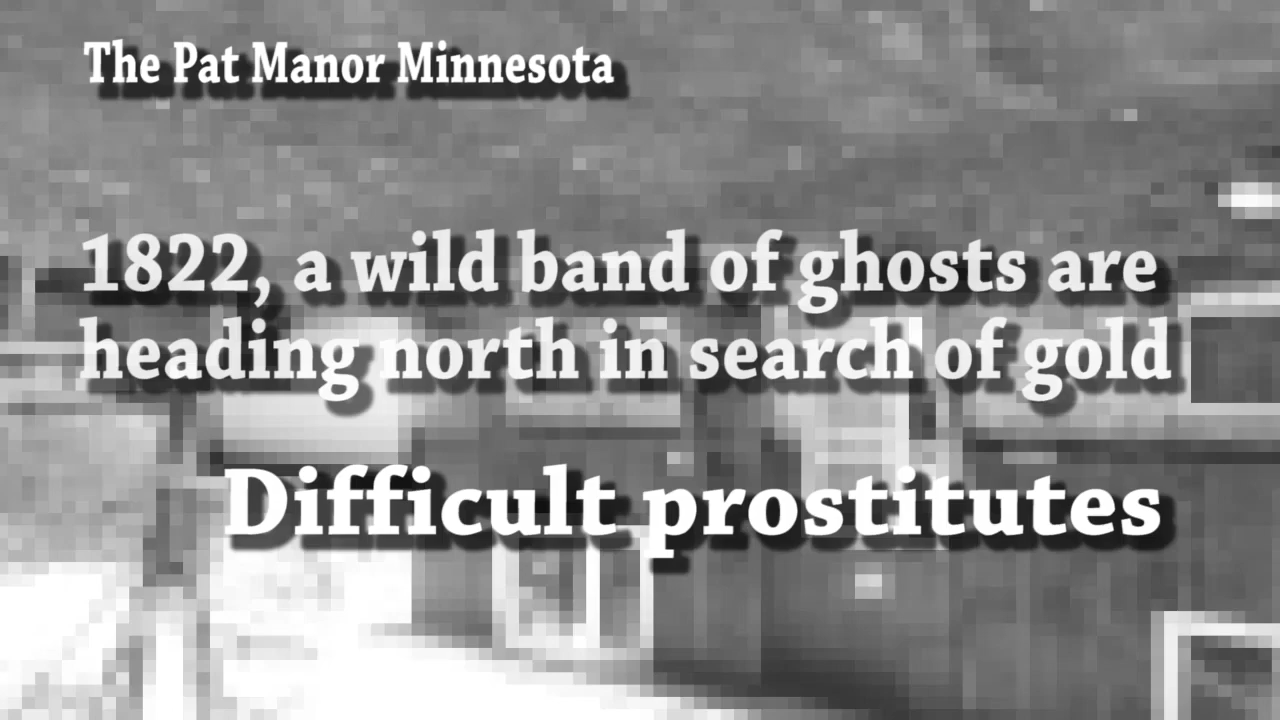 The Pat Manor Minnesota
1822, a wild band of ghosts are
heading north in search of gold
Difficult prostitutes